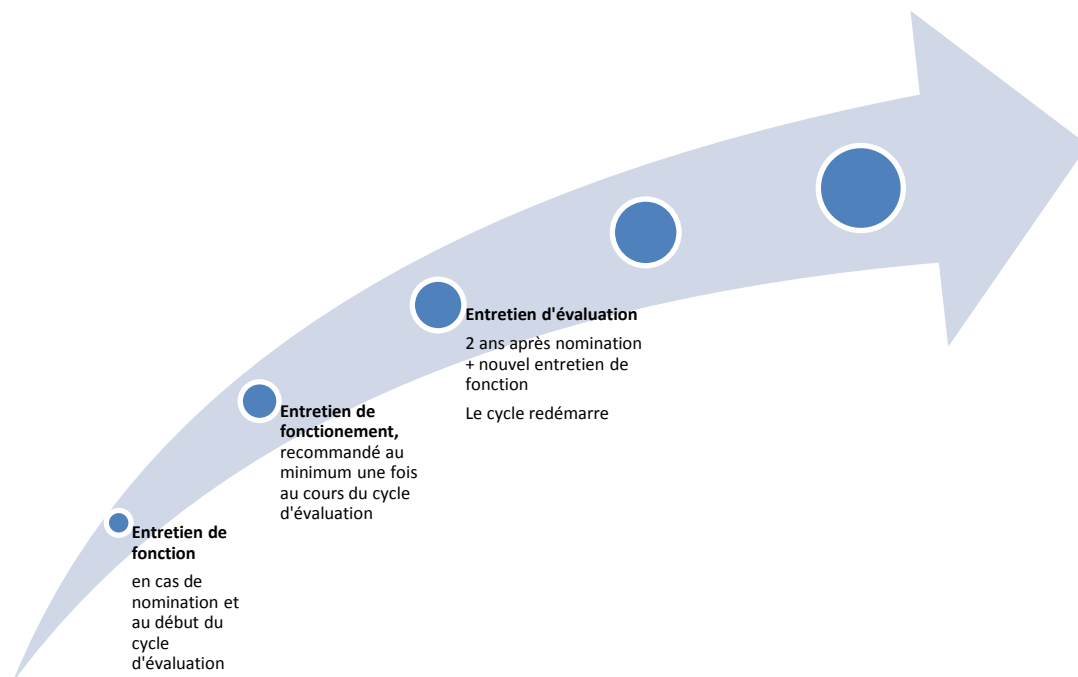 Entretien d'évaluation
2 ans après nomination
+ nouvel entretien de
fonction
Le cycle redémarre
Entretien de
fonctionement,
recommandé au
minimum une fois
au cours du cycle
d'évaluation
Entretien de
fonction
en cas de
nomination et
au début du
cycle
d'évaluation